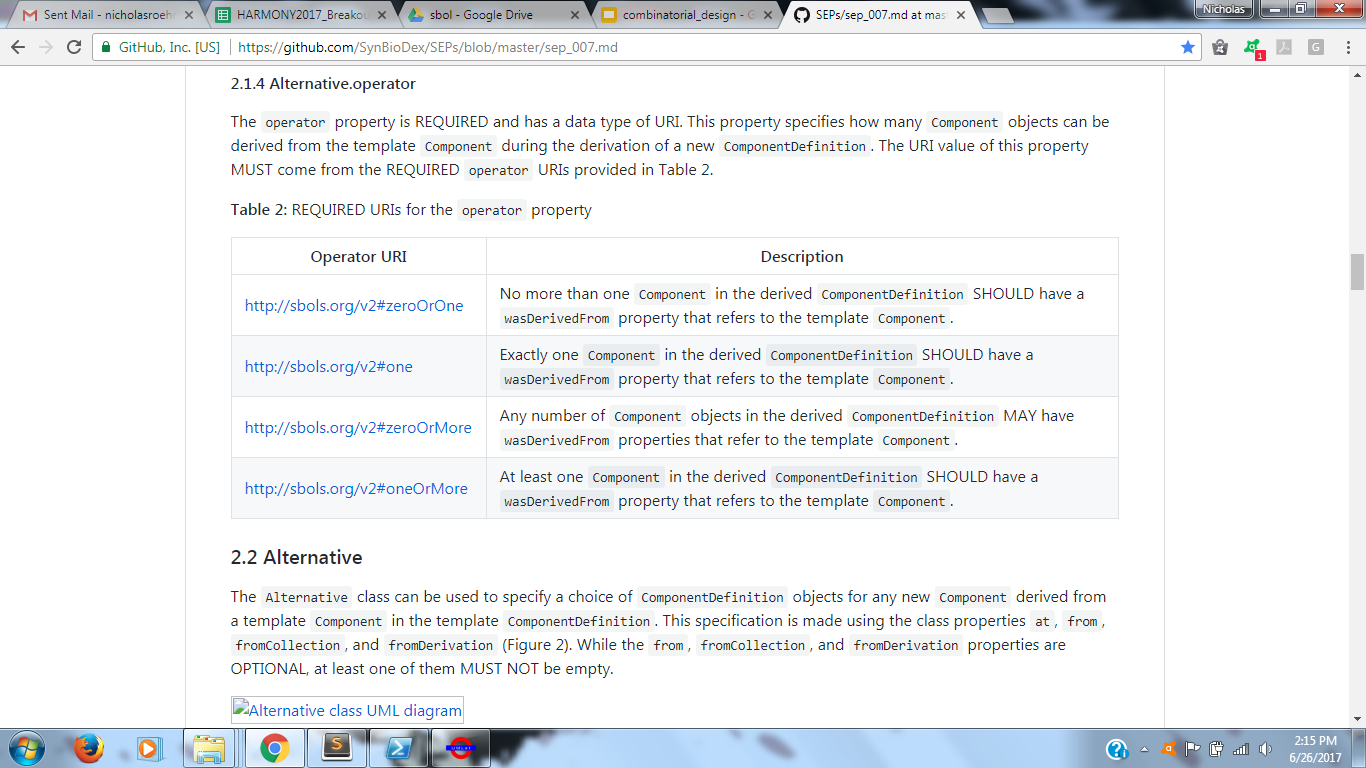 Sent Mail - nicholasroehn
HARMONY2017_Breakou
sbol - Google Drive
combinatorial_design - G
SEPs/sep_007.md at mast
Nicholas
GitHub, Inc. [US]
https://github.com/SynBioDex/SEPs/blob/master/sep_007.md
1
G
2.1.4 Alternative.operator
The operator property is REQUIRED and has a data type of URI. This property specifies how many Component objects can be
derived from the template Component during the derivation of a new ComponentDefinition. The URI value of this property
MUST come from the REQUIRED operator URIs provided in Table 2.
Table 2: REQUIRED URIs for the operator property
Operator URI
Description
http://sbols.org/v2#zeroOrOne
No more than one Component in the derived ComponentDefinition SHOULD have a
wasDerivedFrom property that refers to the template Component.
http://sbols.org/v2#one
Exactly one Component in the derived ComponentDefinition SHOULD have a
wasDerivedFrom property that refers to the template Component.
http://sbols.org/v2#zeroOrMore
Any number of Component objects in the derived ComponentDefinition MAY have
wasDerivedFrom properties that refer to the template Component.
http://sbols.org/v2#oneOrMore
At least one Component in the derived ComponentDefinition SHOULD have a
wasDerivedFrom property that refers to the template Component.
2.2 Alternative
The Alternative class can be used to specify a choice of ComponentDefinition objects for any new Component derived from
a template Component in the template ComponentDefinition. This specification is made using the class properties at, from,
fromCollection, and fromDerivation (Figure 2). While the from, fromCollection, and fromDerivation properties are
OPTIONAL, at least one of them MUST NOT be empty.
Alternative class UML diagram
2:15 PM
6/26/2017